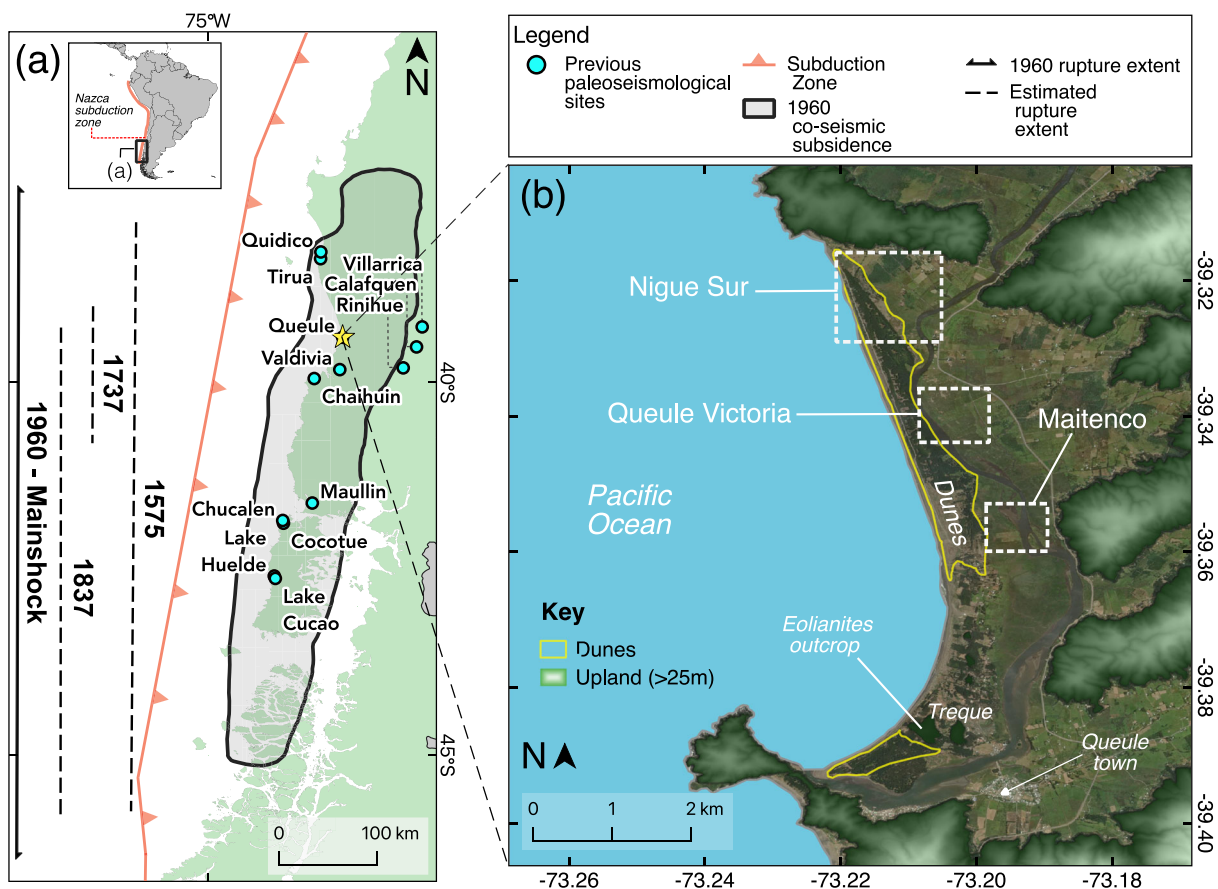 75°W
(a)
N
Nazca
subduction
zone
(a)
Quidico
Tirua
Villarrica
Calafquen
Rinihue
Queule
Valdivia
Chaihuin
40°S
Maullin
Chucalen
Lake
Cocotue
Huelde
Lake
Cucao
45°S
1960 - Mainshock
1837
1737
1575
0
100 km
Legend
Previous
paleoseismological
sites
Subduction
Zone
1960
co-seismic
subsidence
1960 rupture extent
Estimated
rupture
extent
(b)
Nigue Sur
Queule Victoria
Maitenco
Pacific
Ocean
Dunes
Key
Dunes
Upland (>25m)
Eolianites
outcrop
Treque
Queule
town
N
0
1
2 km
-39.32
-39.34
-39.36
-39.38
-39.40
-73.26
-73.24
-73.22
-73.20
-73.18